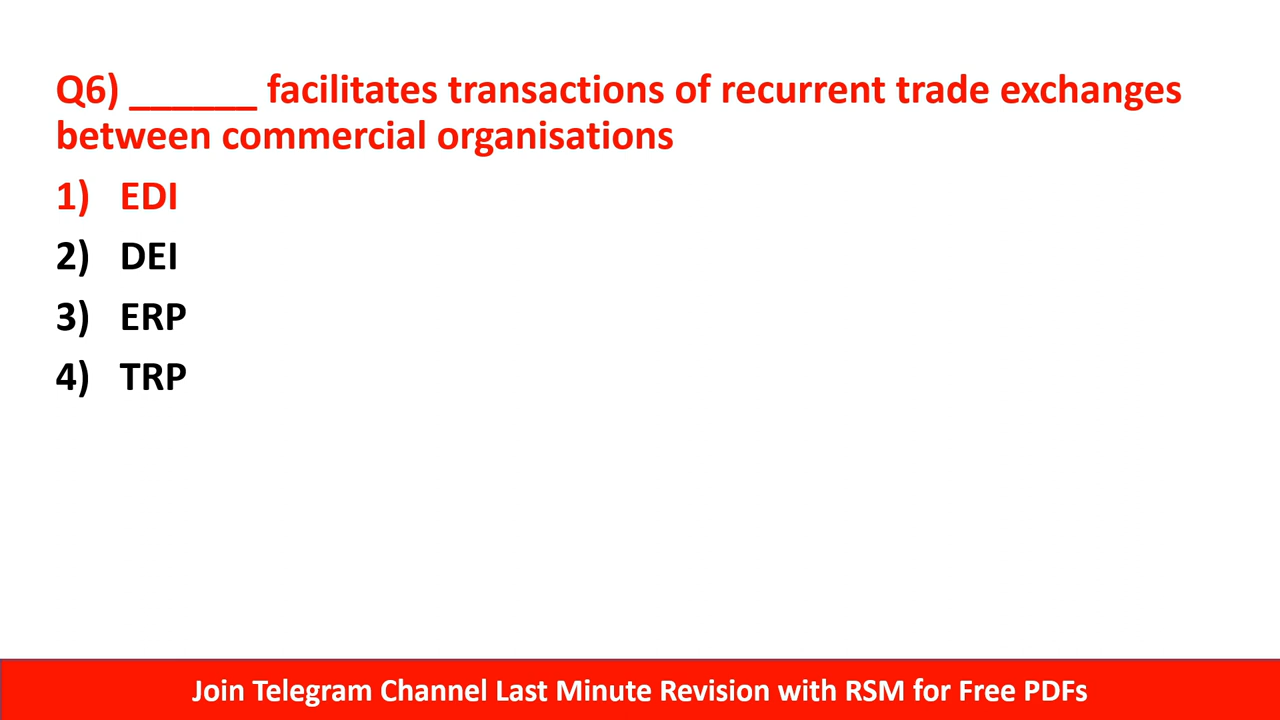 Q6) ______ facilitates transactions of recurrent trade exchanges
between commercial organisations
1) EDI
2) DEI
3) ERP
4) TRP
Join Telegram Channel Last Minute Revision with RSM for Free PDFs